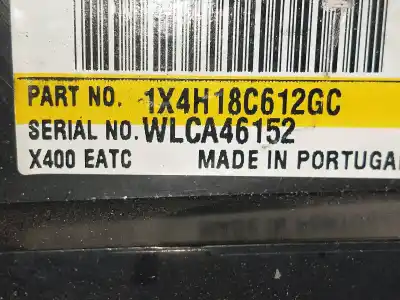 PART NO. 1X4H18C612GC
SERIAL NO. WLCA46152
X400 EATC MADE IN PORTUGA